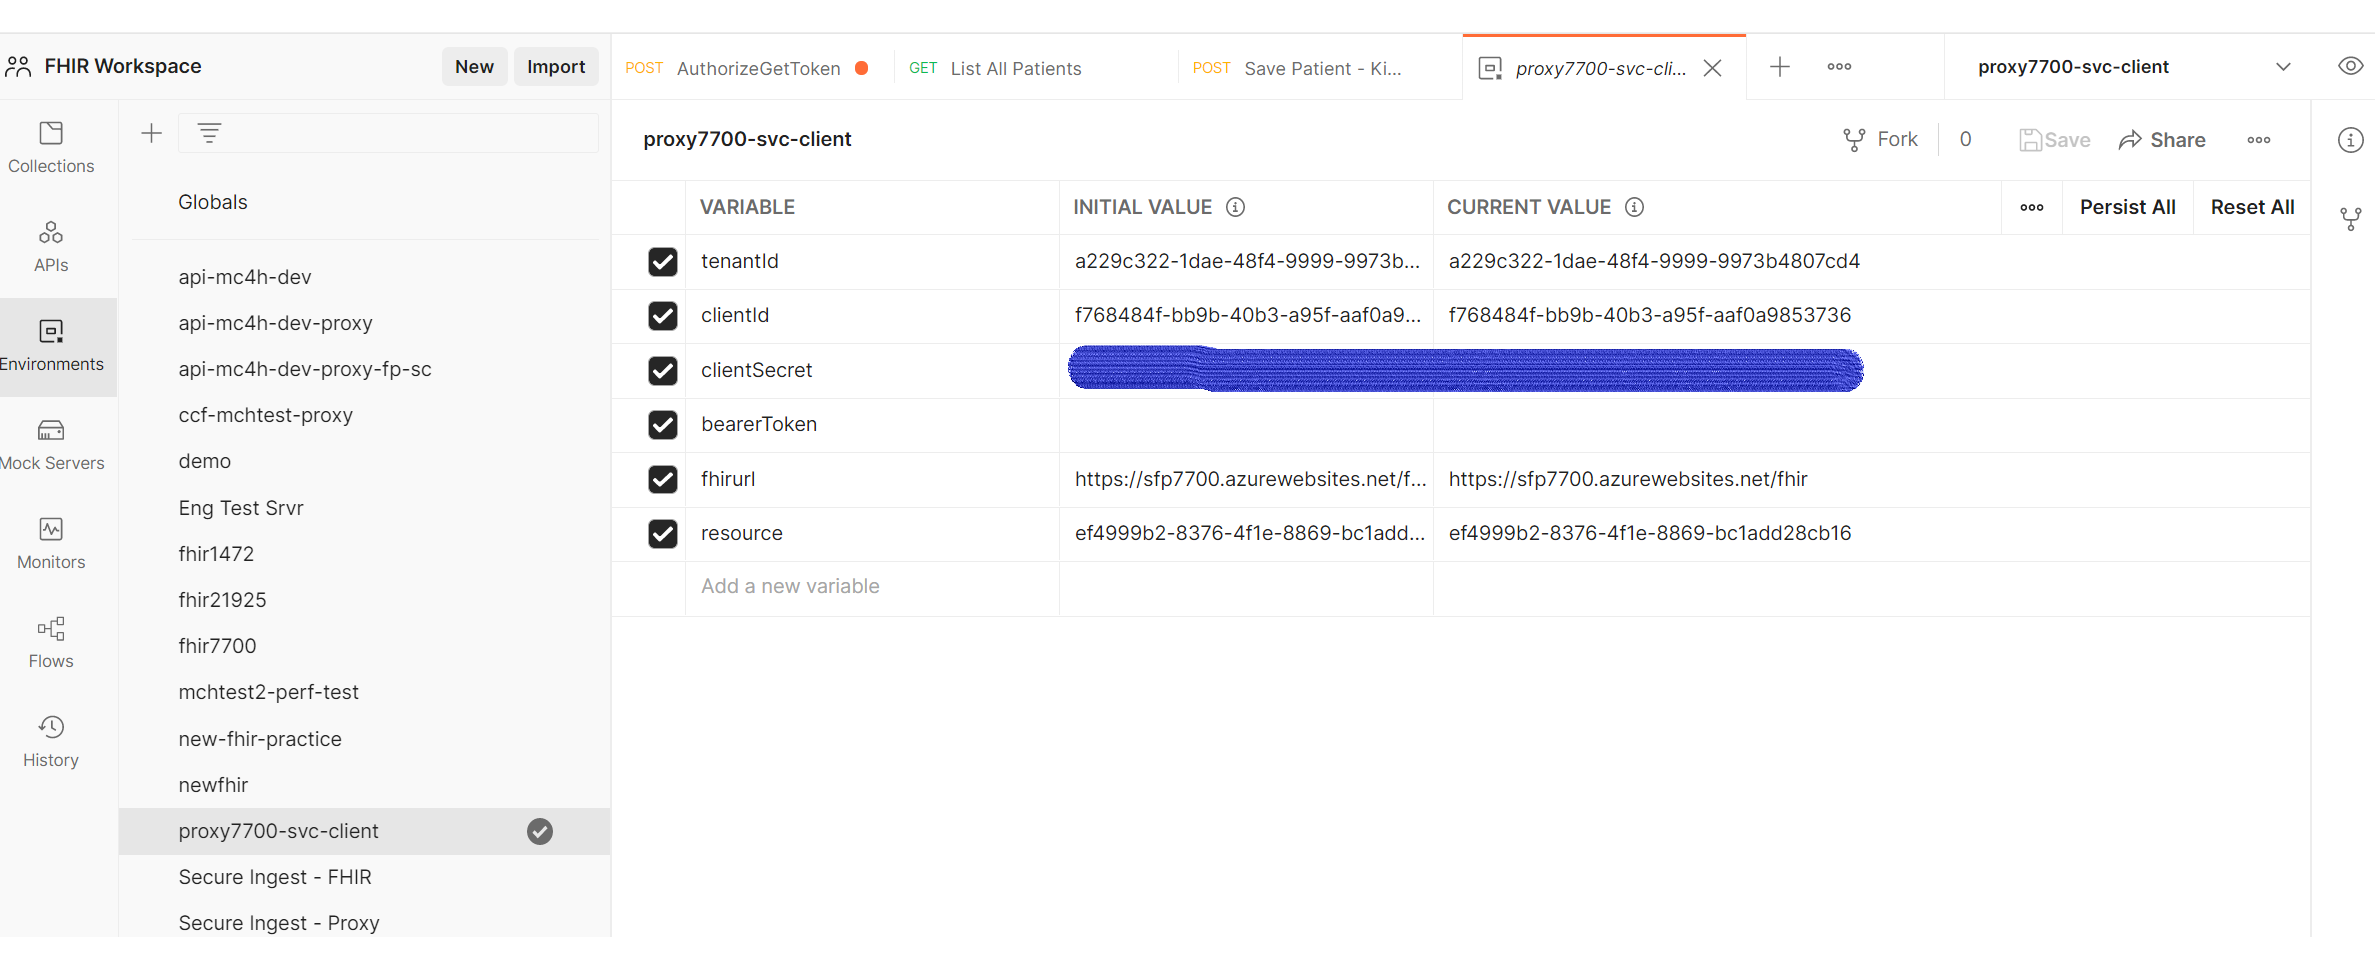 FHIR Workspace
New
Import
POST AuthorizeGetToken
GET List All Patients
POST Save Patient - Ki...
proxy7700-svc-cli...
proxy7700-svc-client
Collections
APIs
Environments
Mock Servers
Monitors
Flows
History
Globals
api-mc4h-dev
api-mc4h-dev-proxy
api-mc4h-dev-proxy-fp-sc
ccf-mchtest-proxy
demo
Eng Test Srvr
fhir1472
fhir21925
fhir7700
mchtest2-perf-test
new-fhir-practice
newfhir
proxy7700-svc-client
Secure Ingest - FHIR
Secure Ingest - Proxy
proxy7700-svc-client
Fork 0
Save
Share
VARIABLE INITIAL VALUE CURRENT VALUE Persist All Reset All
tenantId a229c322-1dae-48f4-9999-9973b... a229c322-1dae-48f4-9999-9973b4807cd4
clientId f768484f-bb9b-40b3-a95f-aaf0a9... f768484f-bb9b-40b3-a95f-aaf0a9853736
clientSecret
bearerToken
fhirurl https://sfp7700.azurewebsites.net/f... https://sfp7700.azurewebsites.net/fhir
resource ef4999b2-8376-4f1e-8869-bc1add... ef4999b2-8376-4f1e-8869-bc1add28cb16
Add a new variable